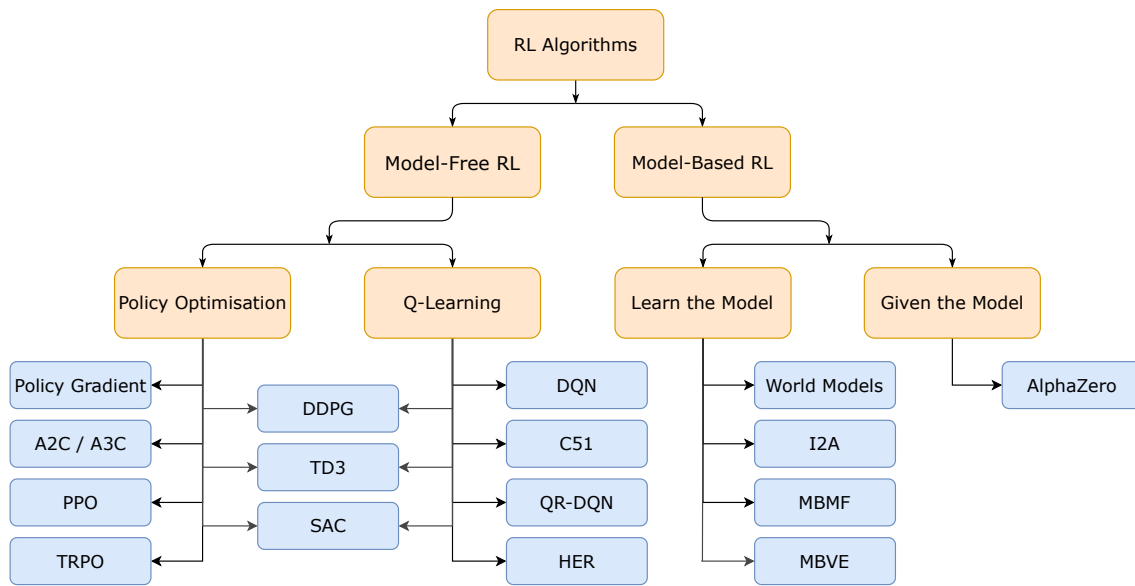 RL Algorithms
Model-Free RL
Model-Based RL
Policy Optimisation
Q-Learning
Learn the Model
Given the Model
Policy Gradient
DDPG
DQN
World Models
AlphaZero
A2C / A3C
TD3
C51
I2A
PPO
SAC
QR-DQN
MBMF
TRPO
HER
MBVE